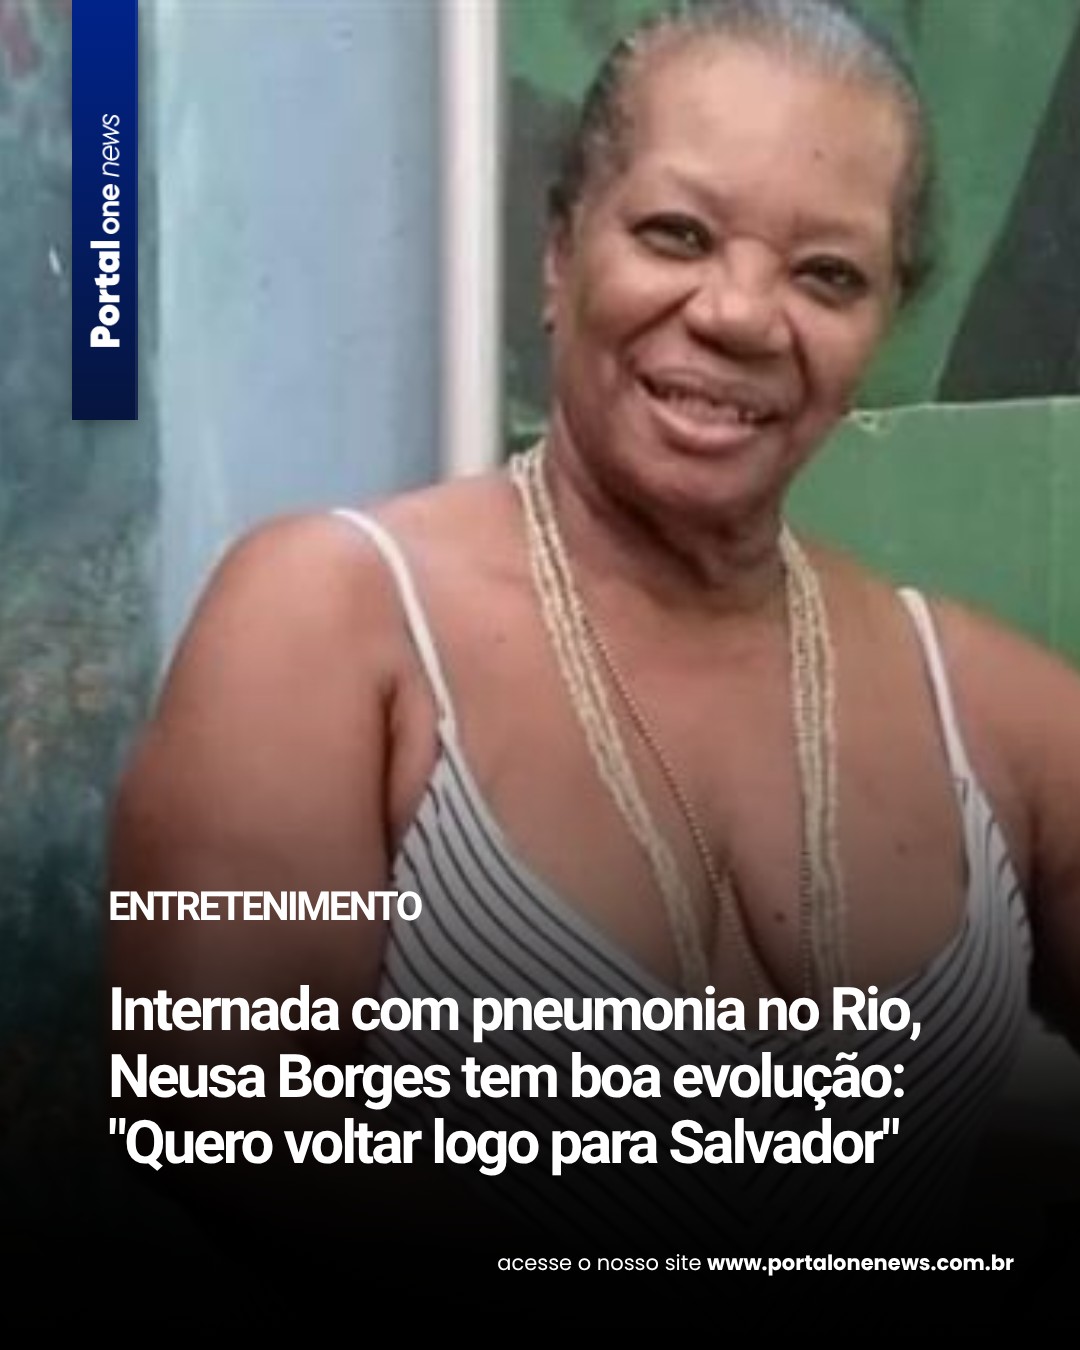 Portal one news
ENTRETENIMENTO
Internada com pneumonia no Rio,
Neusa Borges tem boa evolução:
"Quero voltar logo para Salvador"
acesse o nosso site www.portalonenews.com.br